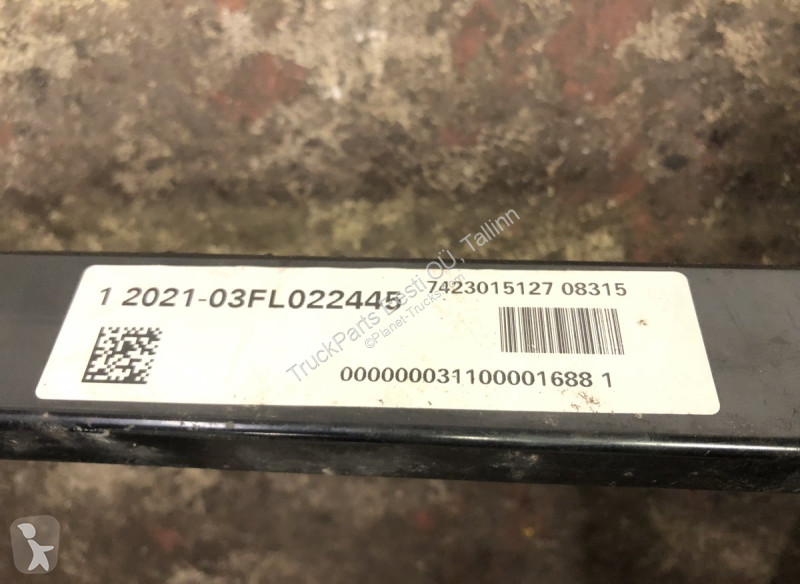 1 2021-03FL022445
7423015127 08315
000000031100001688 1
TruckParts Eesti OÜ, Tallinn
©Planet-Trucks.com